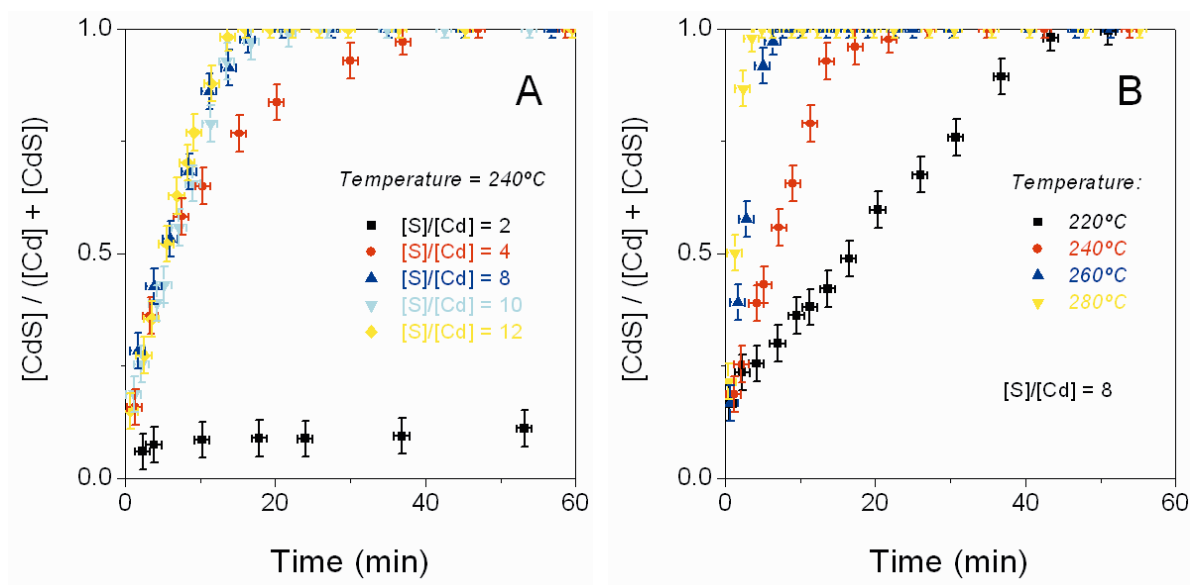 A
[CdS] / ([Cd] + [CdS])
1.0
0.5
0.0
Temperature = 240ºC
[S]/[Cd] = 2
[S]/[Cd] = 4
[S]/[Cd] = 8
[S]/[Cd] = 10
[S]/[Cd] = 12
0 20 40 60
Time (min)
B
[CdS] / ([Cd] + [CdS])
1.0
0.5
0.0
Temperature:
220ºC
240ºC
260ºC
280ºC
[S]/[Cd] = 8
0 20 40 60
Time (min)